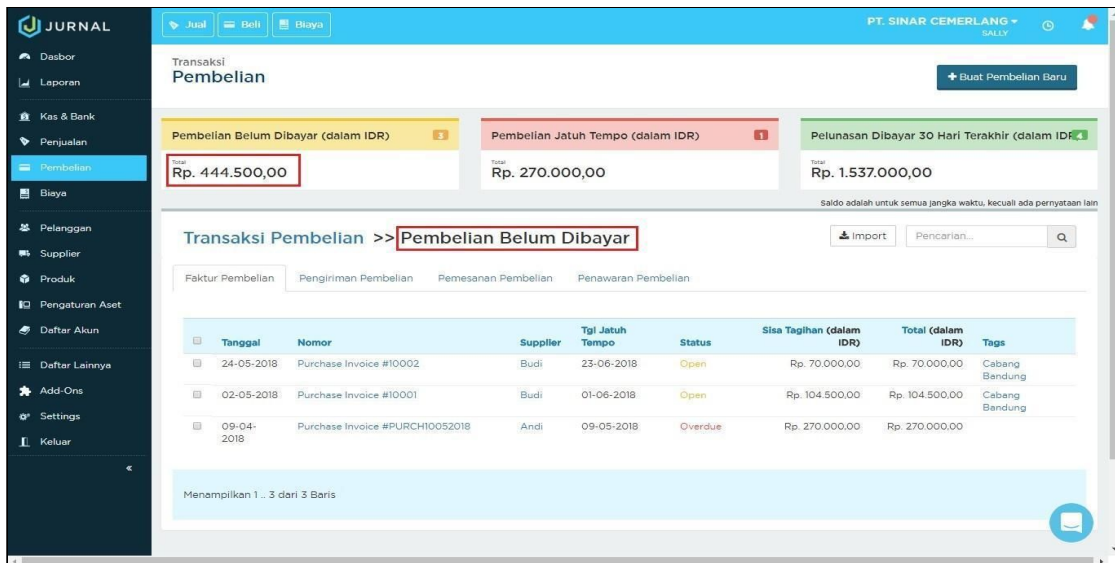 JURNAL
Jual Beli Biaya
PT. SINAR CEMERLANG
SALLY
Dasbor
Laporan
Kas & Bank
Penjualan
Pembelian
Biaya
Pelanggan
Supplier
Produk
Pengaturan Aset
Daftar Akun
Daftar Lainnya
Add-Ons
Settings
Keluar
«
Transaksi
Pembelian
+ Buat Pembelian Baru
Pembelian Belum Dibayar (dalam IDR) 3
Total
Rp. 444.500,00
Pembelian Jatuh Tempo (dalam IDR) 1
Total
Rp. 270.000,00
Pelunasan Dibayar 30 Hari Terakhir (dalam IDR 4
Total
Rp. 1.537.000,00
Saldo adalah untuk semua jangka waktu, kecuali ada pernyataan lain
Transaksi Pembelian >> Pembelian Belum Dibayar
Import
Pencarian...
Faktur Pembelian Pengiriman Pembelian Pemesanan Pembelian Penawaran Pembelian
Tanggal Nomor Supplier Tgl Jatuh Tempo Status Sisa Tagihan (dalam IDR) Total (dalam IDR) Tags
24-05-2018 Purchase Invoice #10002 Budi 23-06-2018 Open Rp. 70.000,00 Rp. 70.000,00 Cabang Bandung
02-05-2018 Purchase Invoice #10001 Budi 01-06-2018 Open Rp. 104.500,00 Rp. 104.500,00 Cabang Bandung
09-04-2018 Purchase Invoice #PURCH10052018 Andi 09-05-2018 Overdue Rp. 270.000,00 Rp. 270.000,00
Menampilkan 1 .. 3 dari 3 Baris